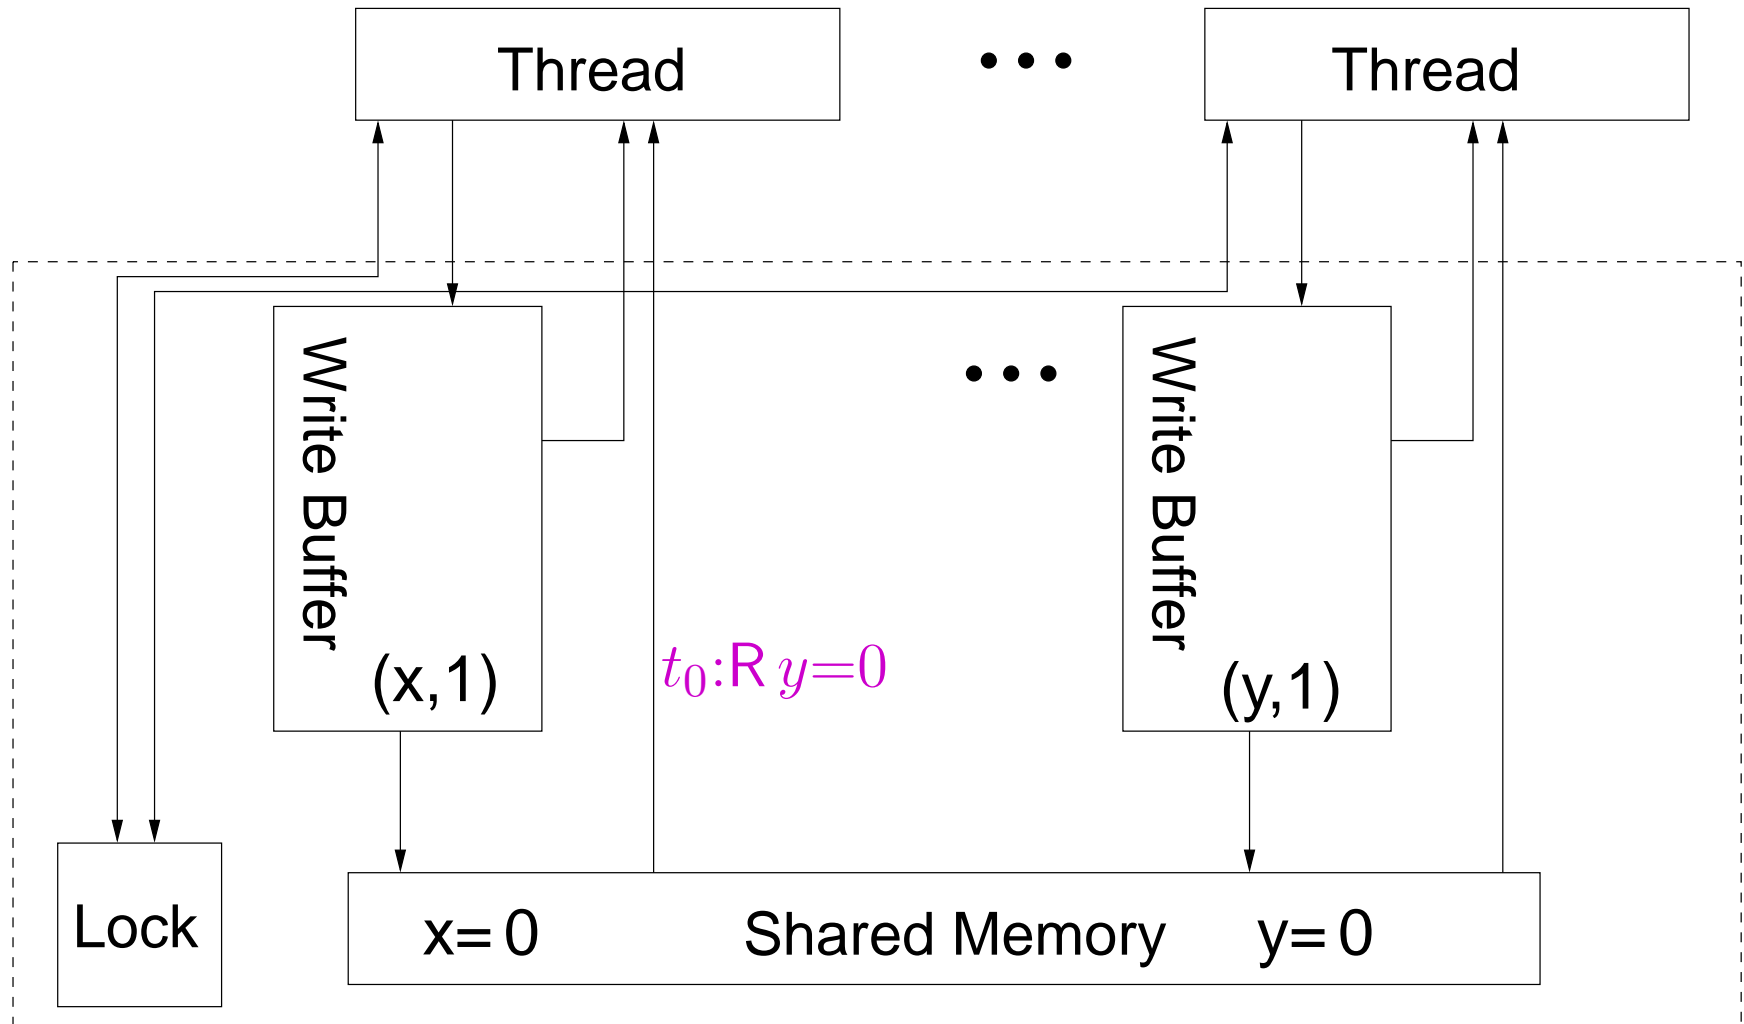 Thread
Thread
Write Buffer
Write Buffer
(x,1)
t₀:R y=0
(y,1)
Lock
x= 0
Shared Memory
y= 0